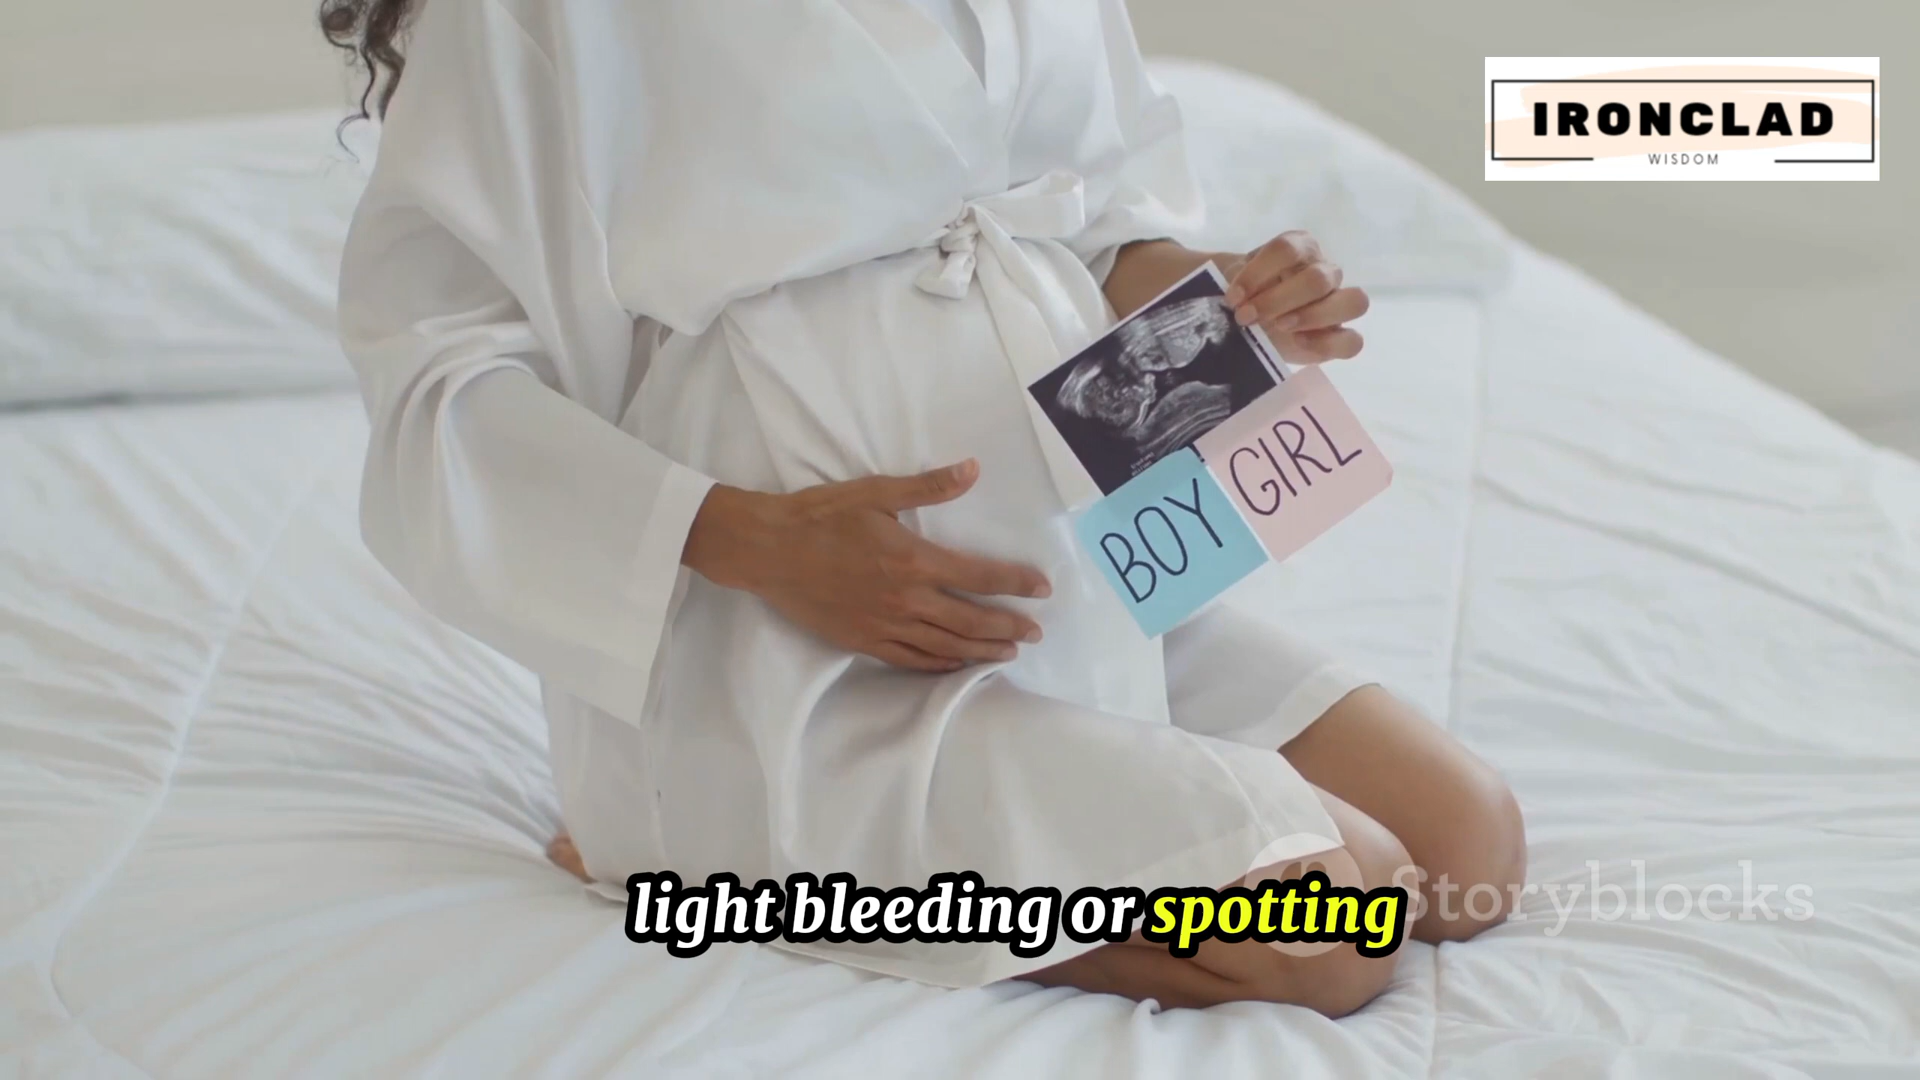 IRONCLAD
WISDOM
GIRL
BOY
light bleeding or spotting
Storyblocks